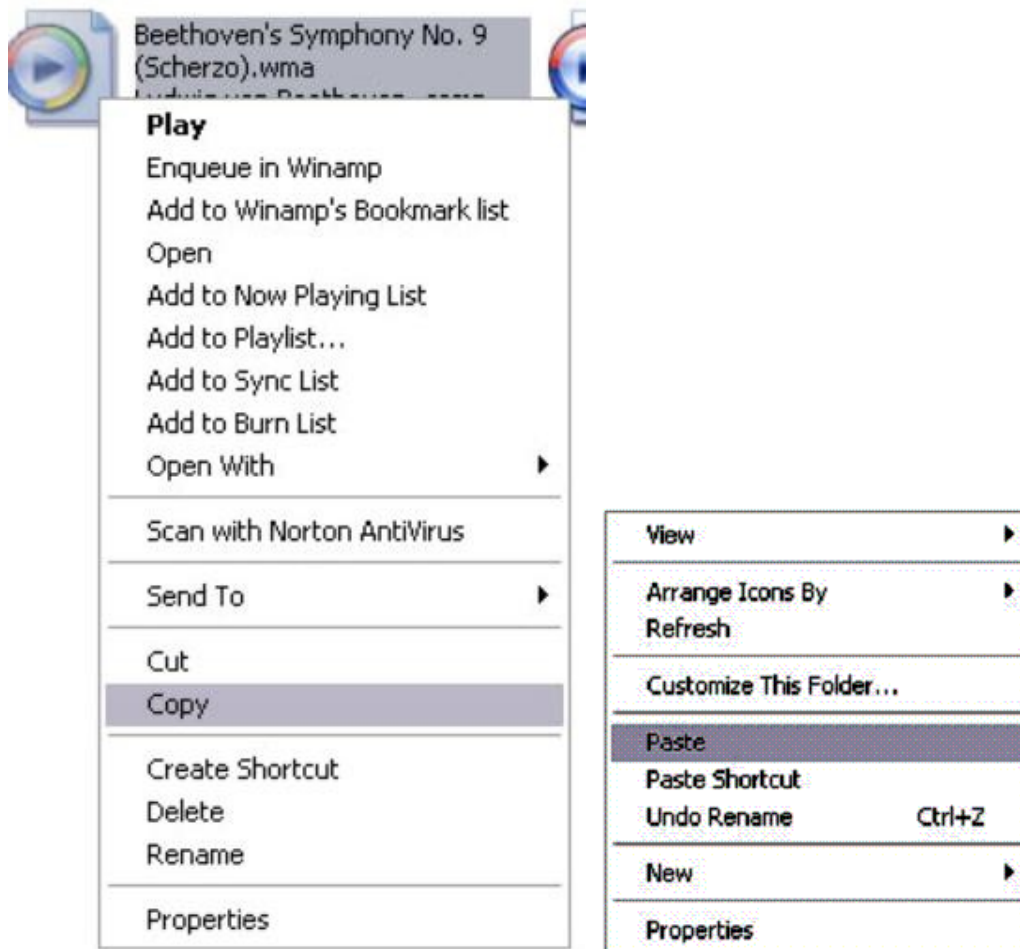 Beethoven's Symphony No. 9
(Scherzo).wma
Ludwig van Beethoven
Play
Enqueue in Winamp
Add to Winamp's Bookmark list
Open
Add to Now Playing List
Add to Playlist...
Add to Sync List
Add to Burn List
Open With
Scan with Norton AntiVirus
Send To
Cut
Copy
Create Shortcut
Delete
Rename
Properties
View
Arrange Icons By
Refresh
Customize This Folder...
Paste
Paste Shortcut
Undo Rename Ctrl+Z
New
Properties